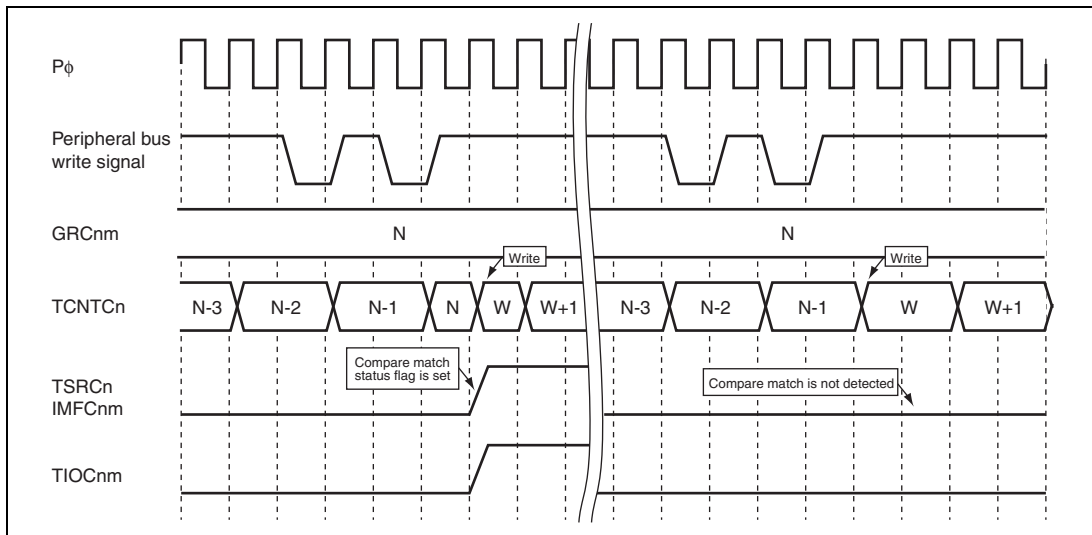 Pϕ
Peripheral bus
write signal
GRCnm
N
N
Write
Write
TCNTCn
N-3
N-2
N-1
N
W
W+1
N-3
N-2
N-1
W
W+1
Compare match
status flag is set
Compare match is not detected
TSRCn
IMFCnm
TIOCnm